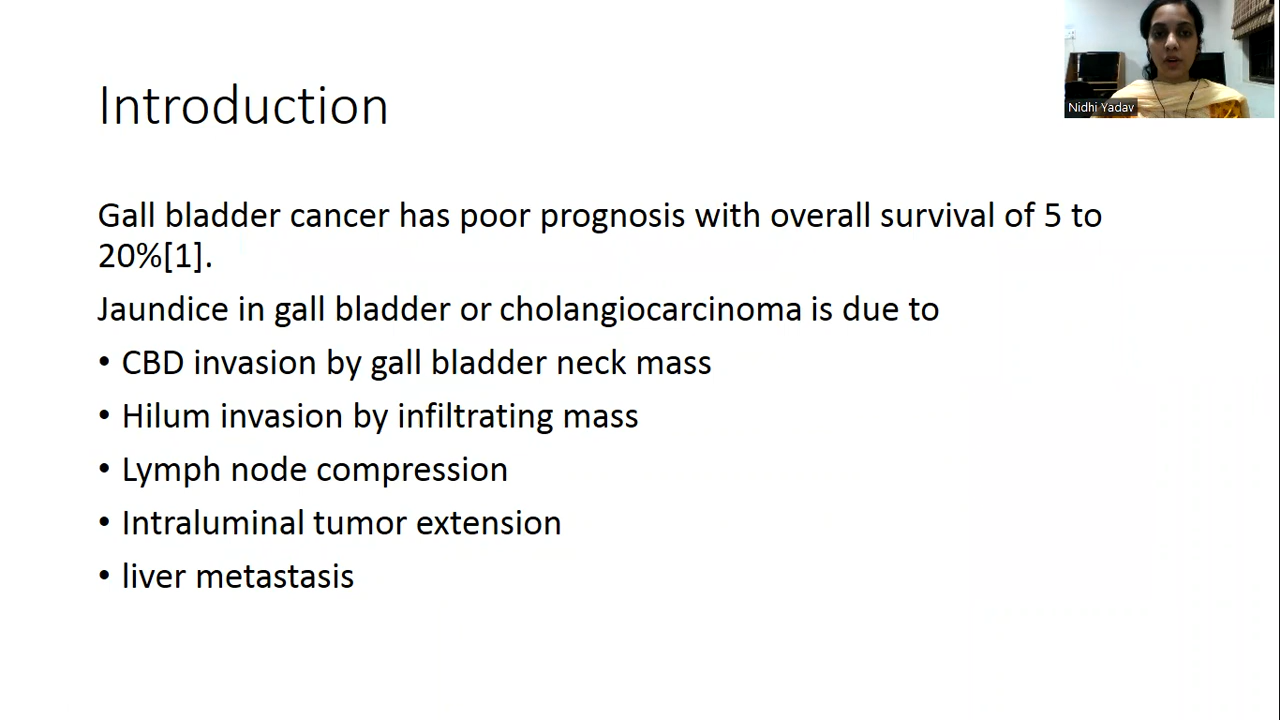 Introduction
Nidhi Yadav
Gall bladder cancer has poor prognosis with overall survival of 5 to
20%[1].
Jaundice in gall bladder or cholangiocarcinoma is due to
• CBD invasion by gall bladder neck mass
• Hilum invasion by infiltrating mass
• Lymph node compression
• Intraluminal tumor extension
• liver metastasis